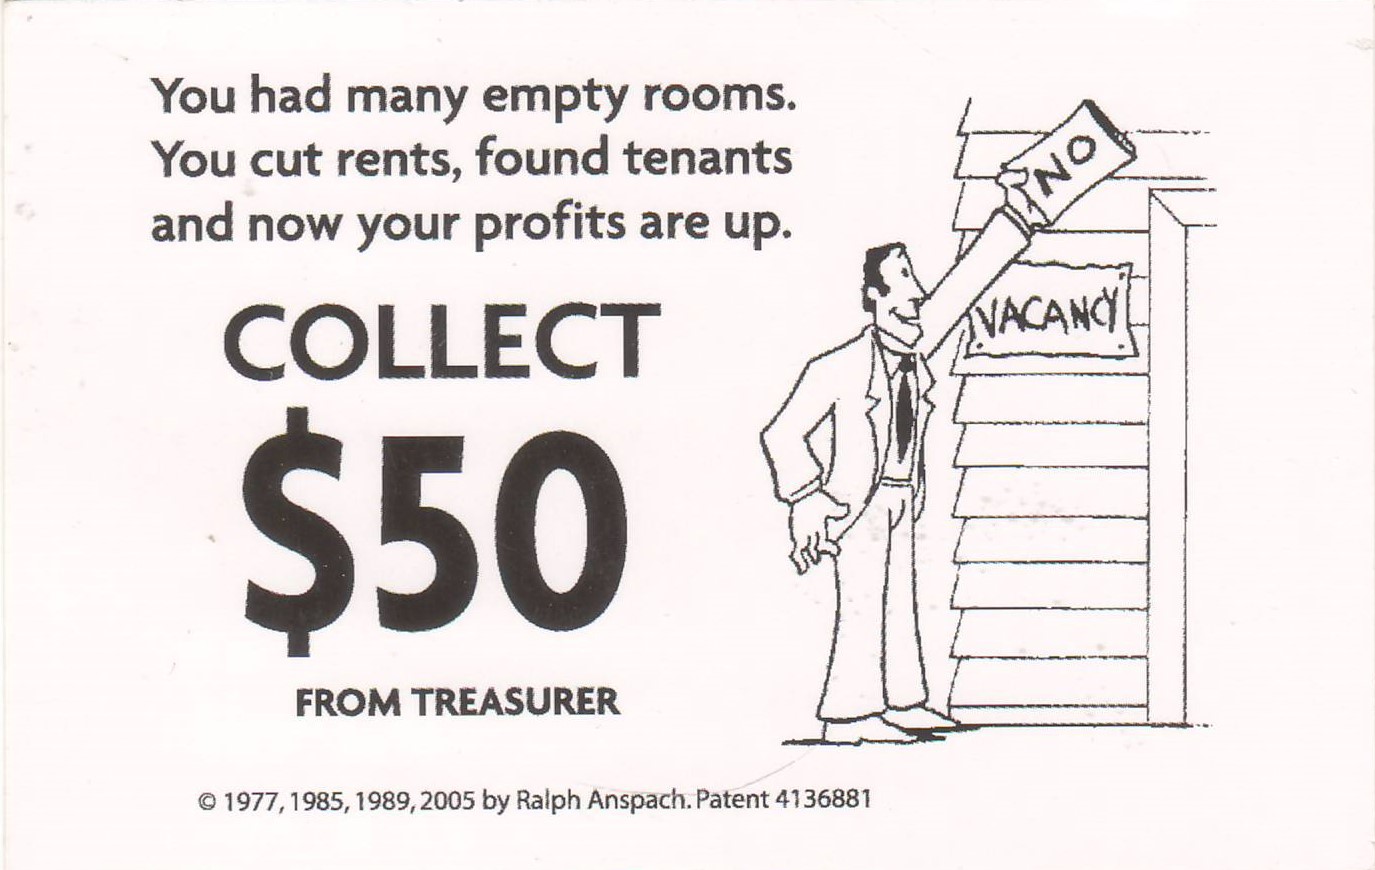 You had many empty rooms.
You cut rents, found tenants
and now your profits are up.
COLLECT
$50
FROM TREASURER
NO
VACANCY
© 1977, 1985, 1989, 2005 by Ralph Anspach. Patent 4136881